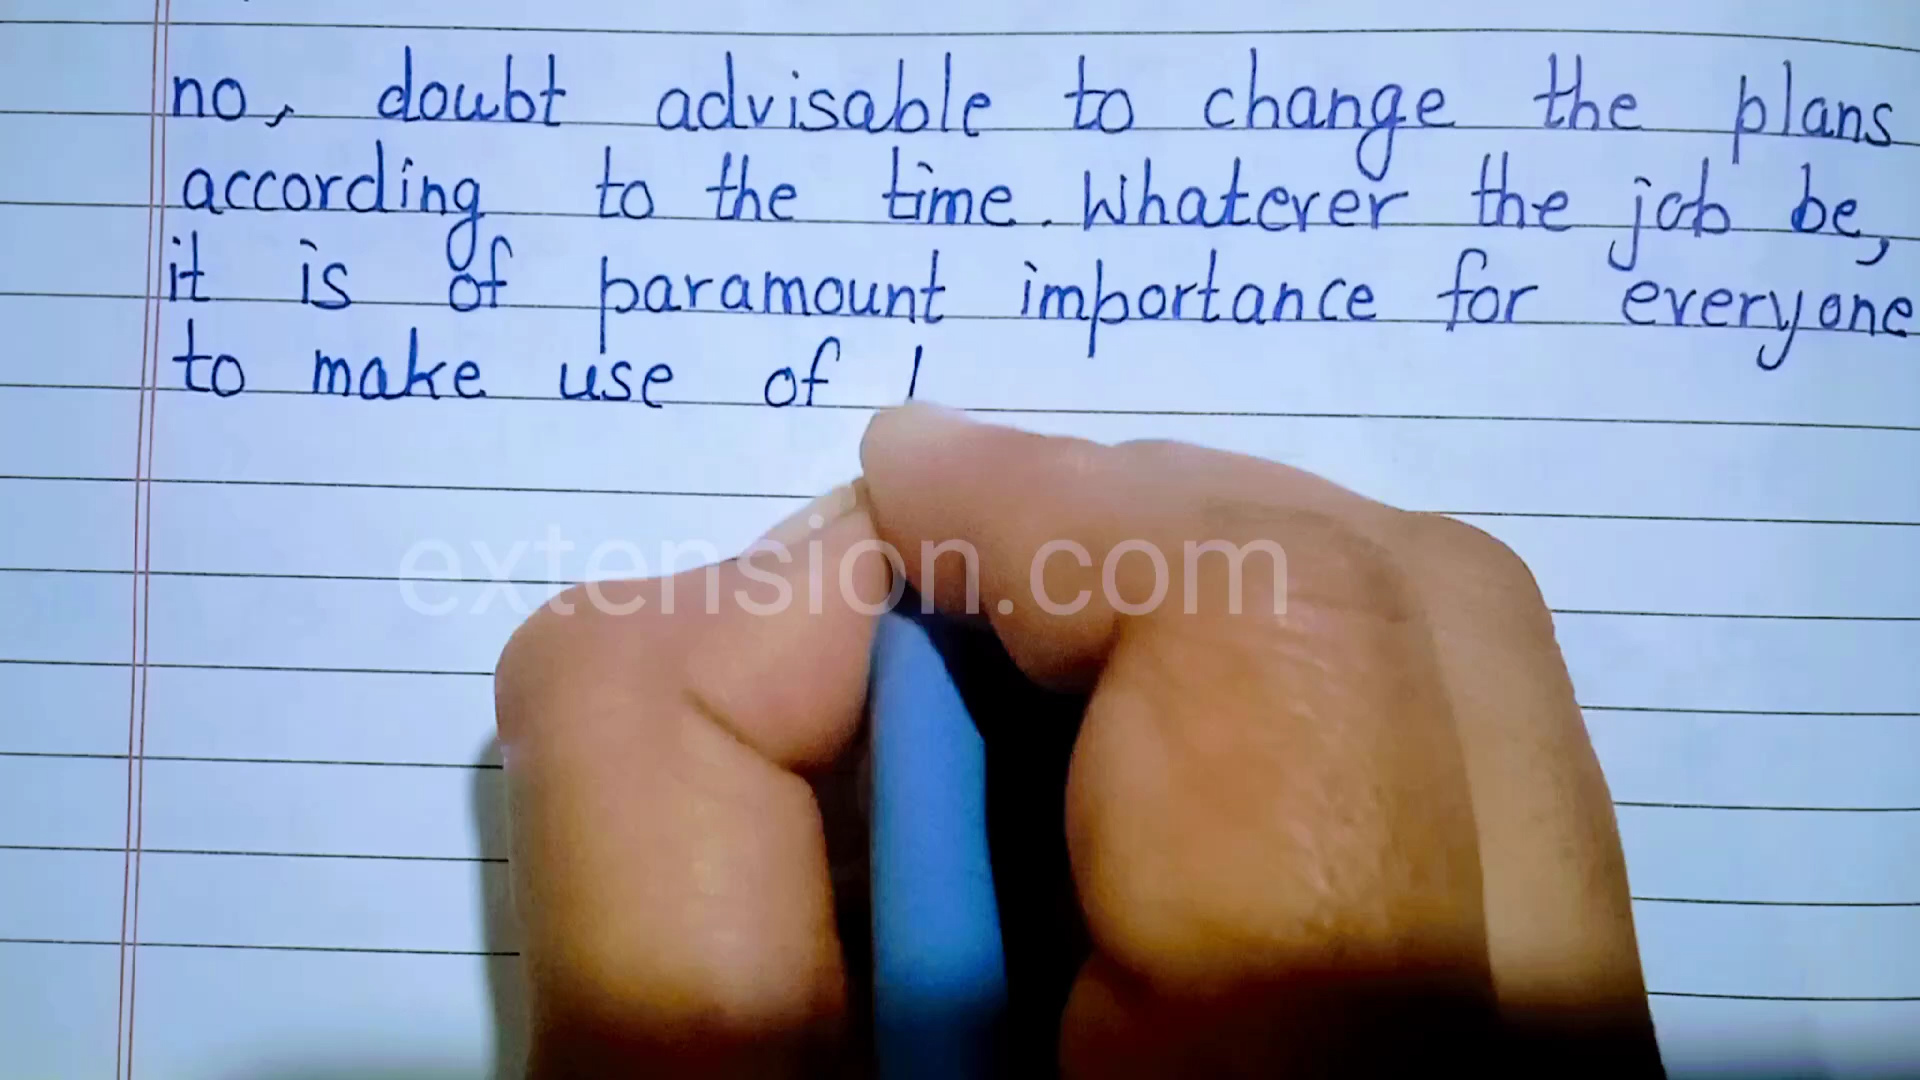 no, doubt advisable to change the plans
according to the time. Whatever the job be,
it is of paramount importance for everyone
to make use of
extension.com